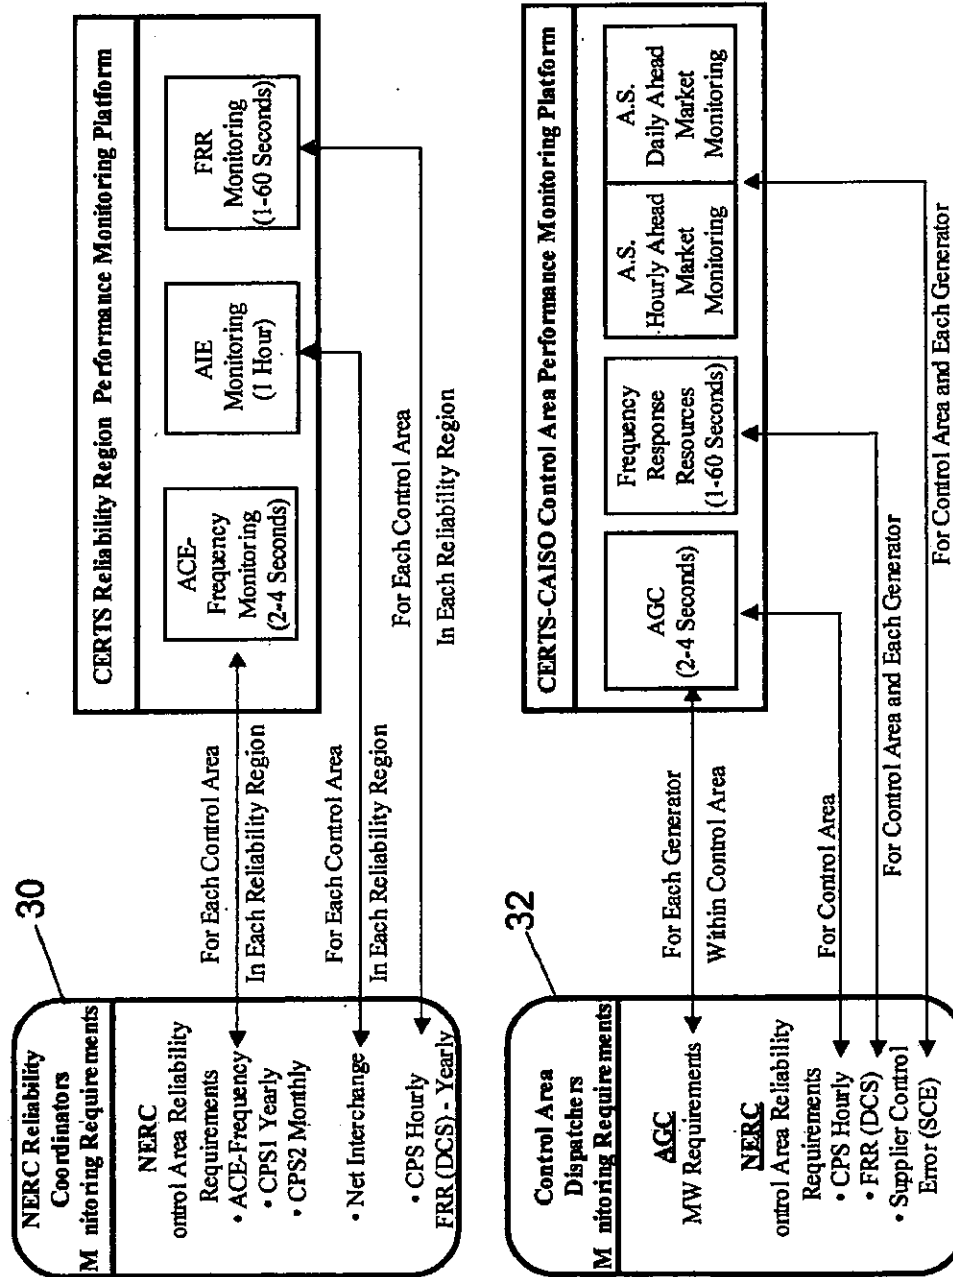 30
NERC Reliability
Coordinators
M nitoring Requirements
NERC
ontrol Area Reliability
Requirements
• ACE-Frequency
• CPS1 Yearly
• CPS2 Monthly
• Net Interchange
• CPS Hourly
FRR (DCS) - Yearly
For Each Control Area
In Each Reliability Region
For Each Control Area
In Each Reliability Region
For Each Control Area
In Each Reliability Region
CERTS Reliability Region Performance Monitoring Platform
ACE-
Frequency
Monitoring
(2-4 Seconds)
AIE
Monitoring
(1 Hour)
FRR
Monitoring
(1-60 Seconds)
32
Control Area
Dispatchers
M nitoring Requirements
AGC
MW Requirements
NERC
ontrol Area Reliability
Requirements
• CPS Hourly
• FRR (DCS)
• Supplier Control
Error (SCE)
For Each Generator
Within Control Area
For Control Area
For Control Area and Each Generator
For Control Area and Each Generator
CERTS-CAISO Control Area Performance Monitoring Platform
AGC
(2-4 Seconds)
Frequency
Response
Resources
(1-60 Seconds)
A.S.
Hourly Ahead
Market
Monitoring
A.S.
Daily Ahead
Market
Monitoring